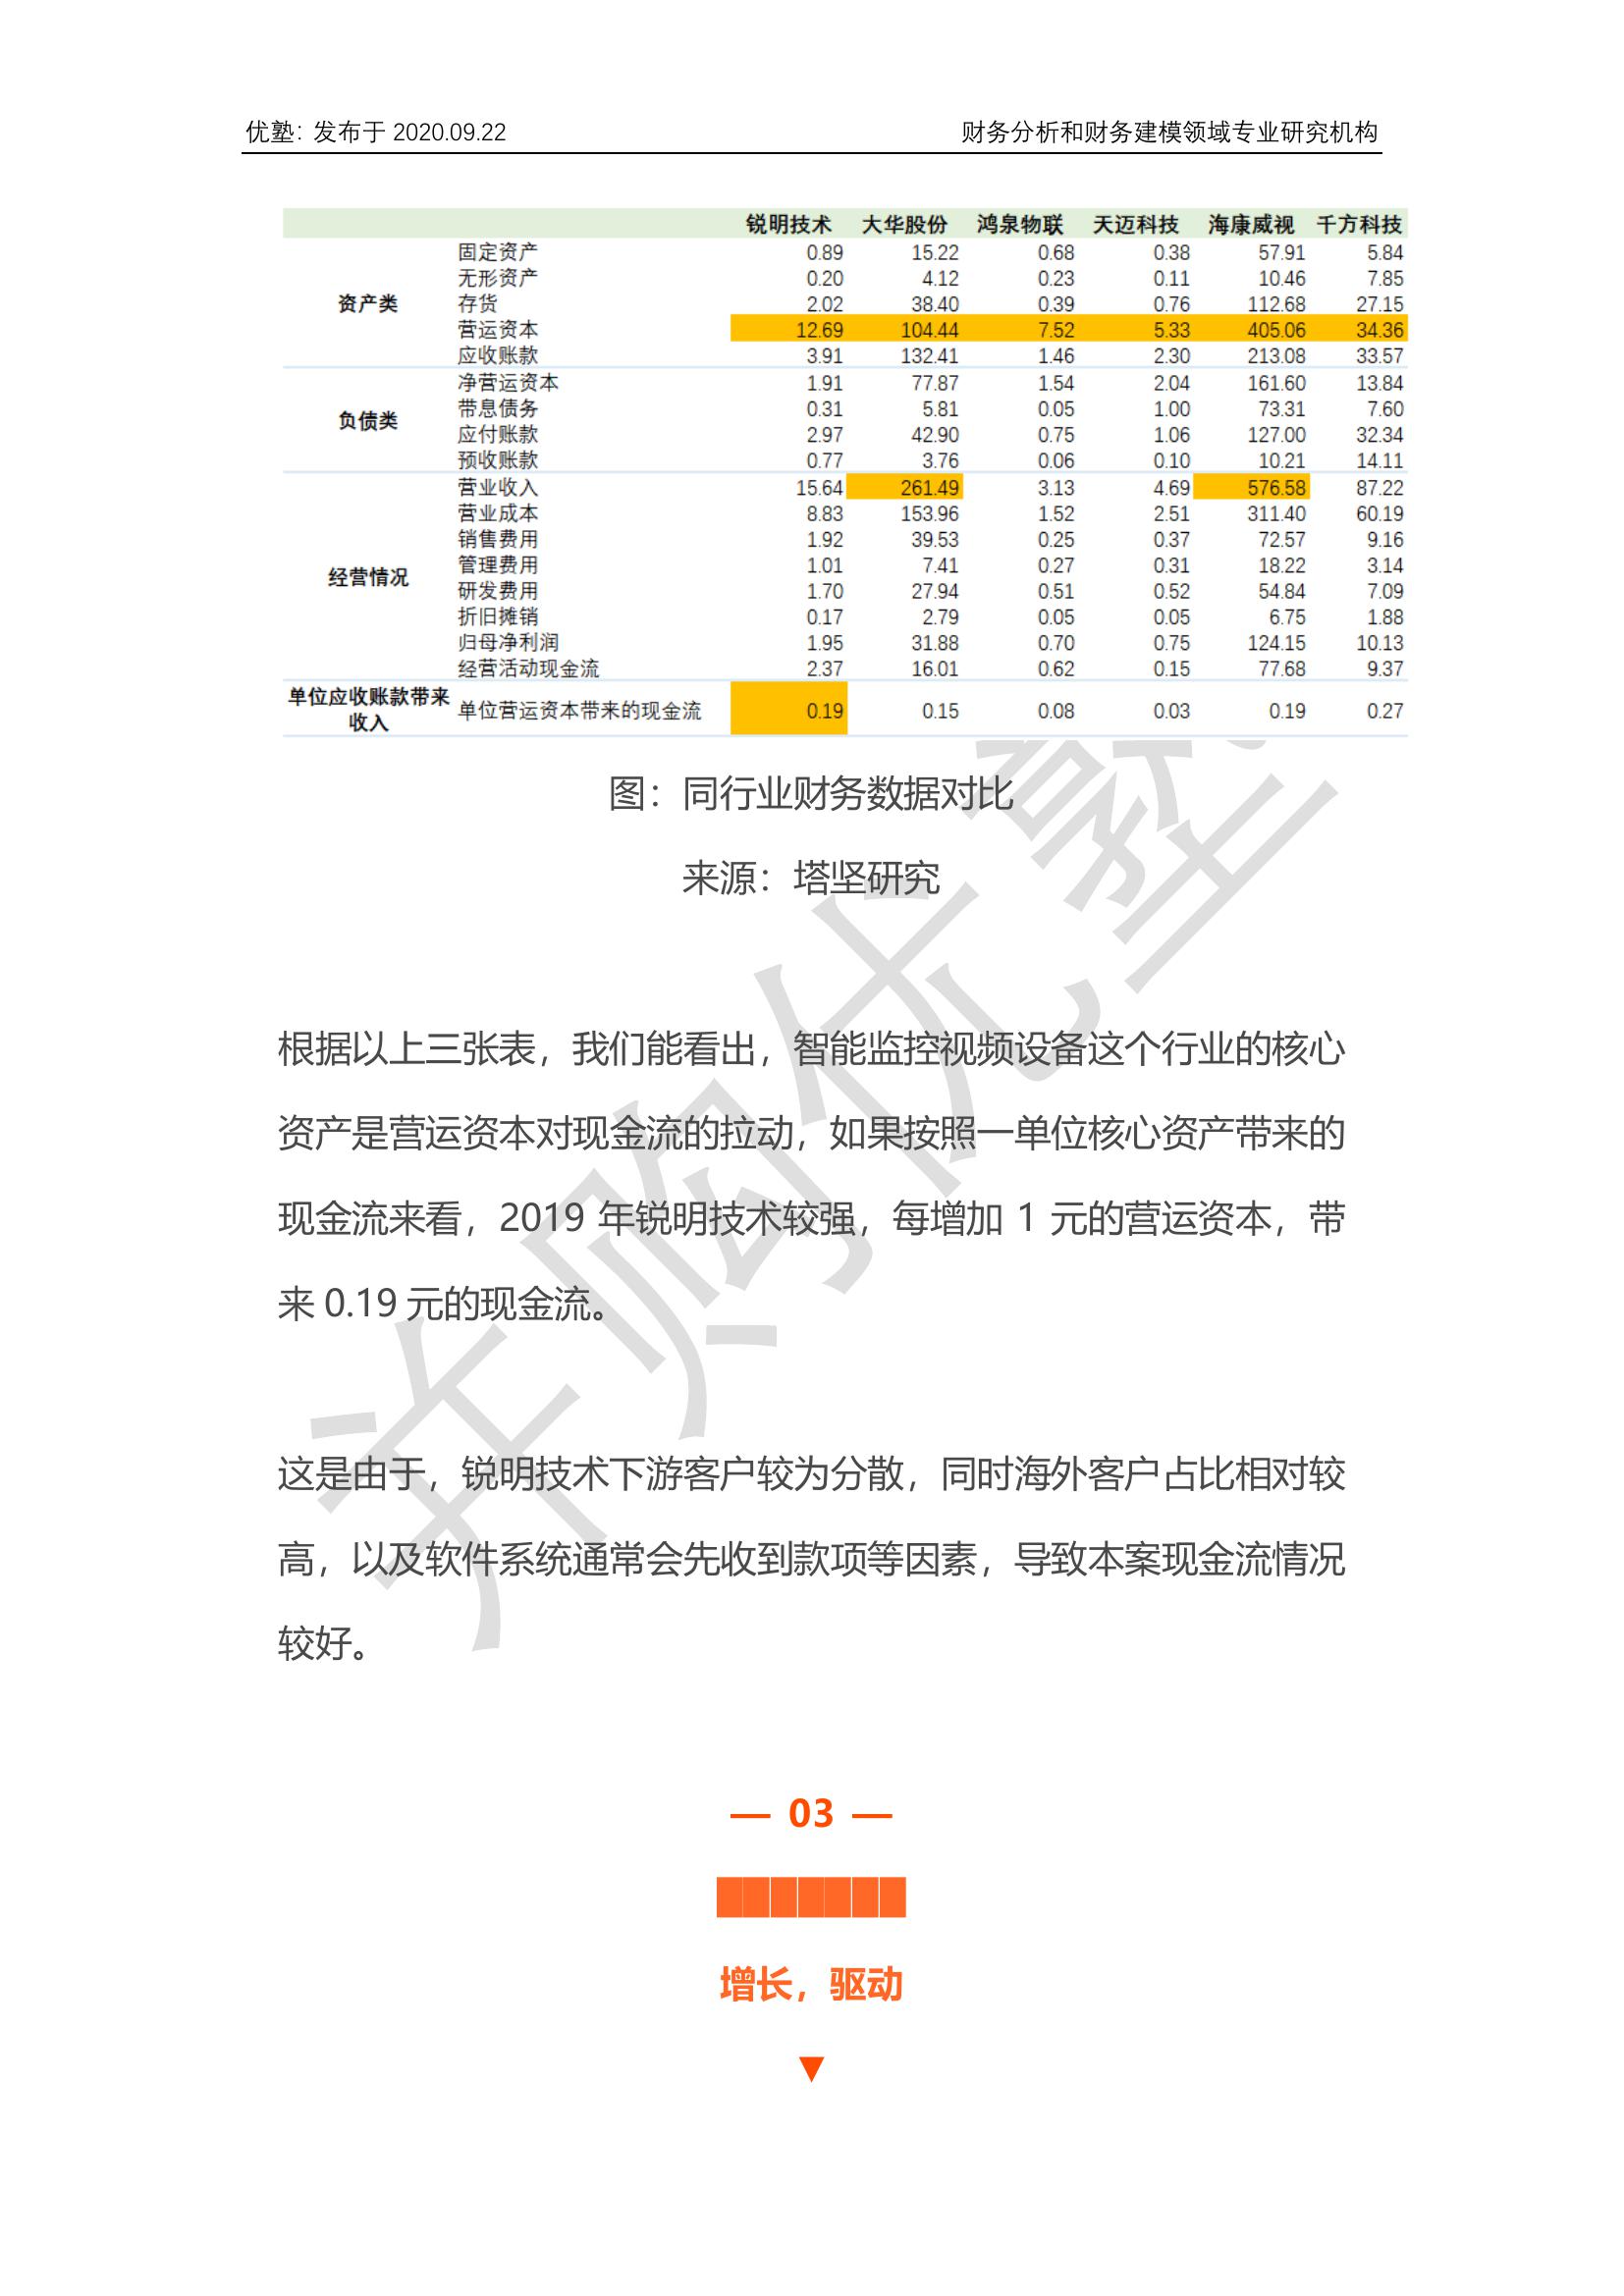 优塾：发布于 2020.09.22 财务分析和财务建模领域专业研究机构
锐明技术 大华股份 鸿泉物联 天迈科技 海康威视 千方科技
固定资产 0.89 15.22 0.68 0.38 57.91 5.84
无形资产 0.20 4.12 0.23 0.11 10.46 7.85
资产类 存货 2.02 38.40 0.39 0.76 112.68 27.15
营运资本 12.69 104.44 7.52 5.33 405.06 34.36
应收账款 3.91 132.41 1.46 2.30 213.08 33.57
净营运资本 1.91 77.87 1.54 2.04 161.60 13.84
负债类 带息债务 0.31 5.81 0.05 1.00 73.31 7.60
应付账款 2.97 42.90 0.75 1.06 127.00 32.34
预收账款 0.77 3.76 0.06 0.10 10.21 14.11
营业收入 15.64 261.49 3.13 4.69 576.58 87.22
营业成本 8.83 153.96 1.52 2.51 311.40 60.19
销售费用 1.92 39.53 0.25 0.37 72.57 9.16
经营情况 管理费用 1.01 7.41 0.27 0.31 18.22 3.14
研发费用 1.70 27.94 0.51 0.52 54.84 7.09
折旧摊销 0.17 2.79 0.05 0.05 6.75 1.88
归母净利润 1.95 31.88 0.70 0.75 124.15 10.13
经营活动现金流 2.37 16.01 0.62 0.15 77.68 9.37
单位应收账款带来
收入 单位营运资本带来的现金流 0.19 0.15 0.08 0.03 0.19 0.27
图：同行业财务数据对比
来源：塔坚研究
根据以上三张表，我们能看出，智能监控视频设备这个行业的核心
资产是营运资本对现金流的拉动，如果按照一单位核心资产带来的
现金流来看，2019 年锐明技术较强，每增加 1 元的营运资本，带
来 0.19 元的现金流。
这是由于，锐明技术下游客户较为分散，同时海外客户占比相对较
高，以及软件系统通常会先收到款项等因素，导致本案现金流情况
较好。
— 03 —
███████
增长，驱动
▼
并购优塾